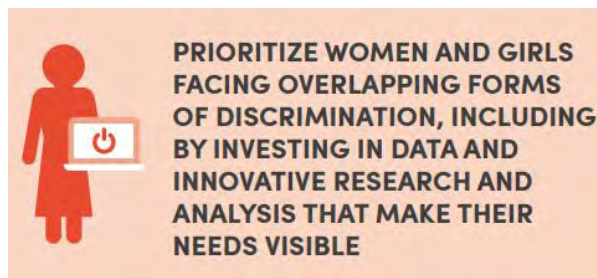 PRIORITIZE WOMEN AND GIRLS
FACING OVERLAPPING FORMS
OF DISCRIMINATION, INCLUDING
BY INVESTING IN DATA AND
INNOVATIVE RESEARCH AND
ANALYSIS THAT MAKE THEIR
NEEDS VISIBLE